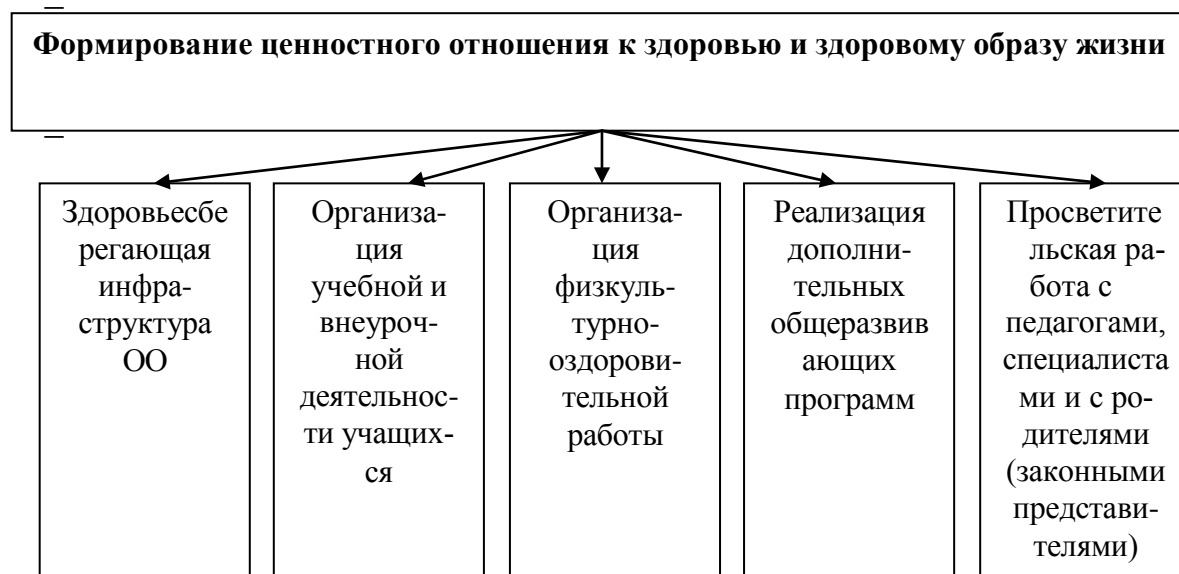 Формирование ценностного отношения к здоровью и здоровому образу жизни
Здоровьесбе
регающая
инфра-
структура
ОО
Организа-
ция
учебной и
внеуроч-
ной
деятельнос-
ти учащих-
ся
Организа-
ция
физкуль-
турно-
оздорови-
тельной
работы
Реализация
дополни-
тельных
общеразвив
ающих
программ
Просветите
льская ра-
бота с
педагогами,
специалиста
ми и с ро-
дителями
(законными
представи-
телями)